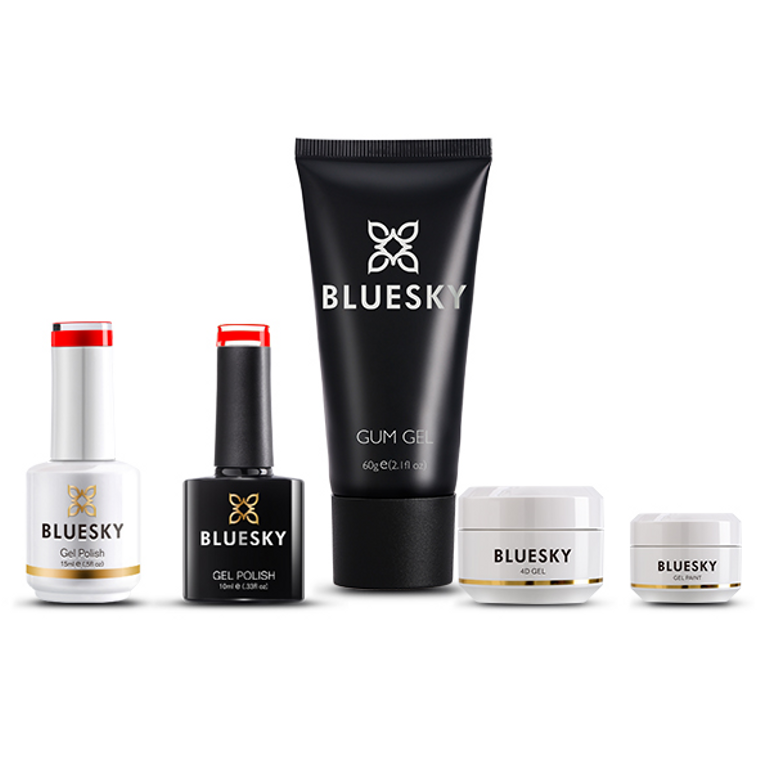 BLUESKY
Gel Polish
15ml e (.5fl oz)
BLUESKY
GEL POLISH
10ml e (.33fl oz)
BLUESKY
GUM GEL
60g e (2.1fl oz)
BLUESKY
4D GEL
BLUESKY
GEL PAINT